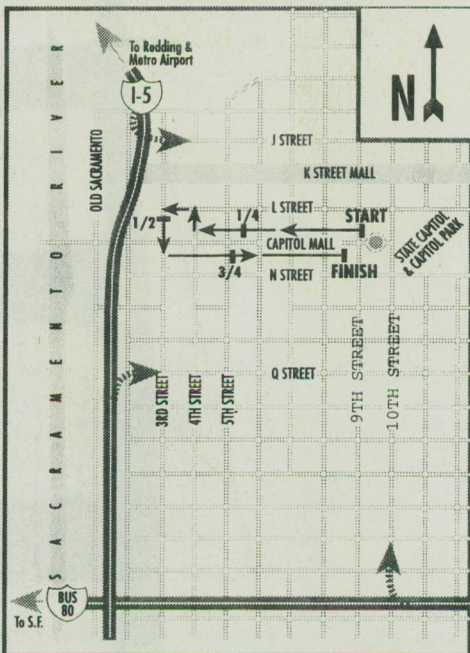 To Redding &
Metro Airport
I-5
N
SACRAMENTO RIVER
OLD SACRAMENTO
J STREET
K STREET MALL
L STREET
1/2
1/4
START
CAPITOL MALL
STATE CAPITOL
& CAPITOL PARK
3/4
N STREET
FINISH
3RD STREET
4TH STREET
5TH STREET
Q STREET
9TH STREET
10TH STREET
BUS
80
To S.F.